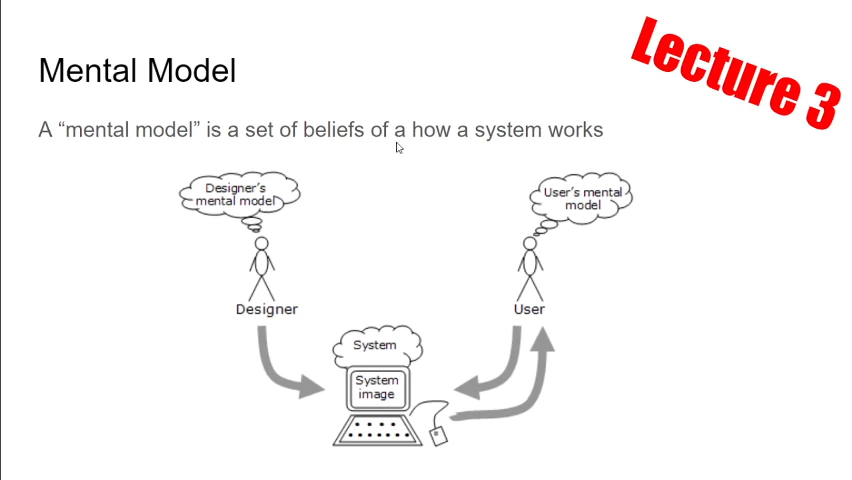 Lecture 3
Mental Model
A “mental model” is a set of beliefs of a how a system works
Designer's
mental model
User's mental
model
Designer
User
System
System
image